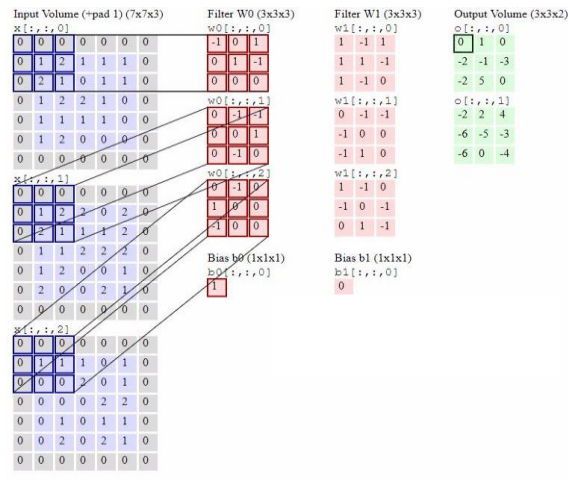 Input Volume (+pad 1) (7x7x3)
x[:,:,0]
0 0 0 0 0 0 0
0 1 2 1 1 1 0
0 2 1 0 1 1 0
0 1 2 2 1 0 0
0 1 1 1 1 0 0
0 1 2 0 0 0 0
0 0 0 0 0 0 0
x[:,:,1]
0 0 0 0 0 0 0
0 1 2 2 0 2 0
0 2 1 1 1 2 0
0 1 1 2 2 2 0
0 1 2 0 0 1 0
0 2 0 0 2 1 0
0 0 0 0 0 0 0
x[:,:,2]
0 0 0 0 0 0 0
0 1 1 1 0 1 0
0 0 0 2 0 1 0
0 0 0 0 2 2 0
0 0 1 0 1 1 0
0 0 2 0 2 1 0
0 0 0 0 0 0 0
Filter W0 (3x3x3)
w0[:,:,0]
-1 0 1
0 1 -1
0 0 0
w0[:,:,1]
0 -1 -1
0 0 1
0 -1 0
w0[:,:,2]
0 -1 0
1 0 0
-1 0 0
Bias b0 (1x1x1)
b0[:,:,0]
1
Filter W1 (3x3x3)
w1[:,:,0]
1 -1 1
1 1 -1
1 -1 0
w1[:,:,1]
0 -1 -1
-1 0 0
-1 1 0
w1[:,:,2]
1 -1 0
-1 0 -1
0 1 -1
Bias b1 (1x1x1)
b1[:,:,0]
0
Output Volume (3x3x2)
o[:,:,0]
0 1 0
-2 -1 -3
-2 5 0
o[:,:,1]
-2 2 4
-6 -5 -3
-6 0 -4